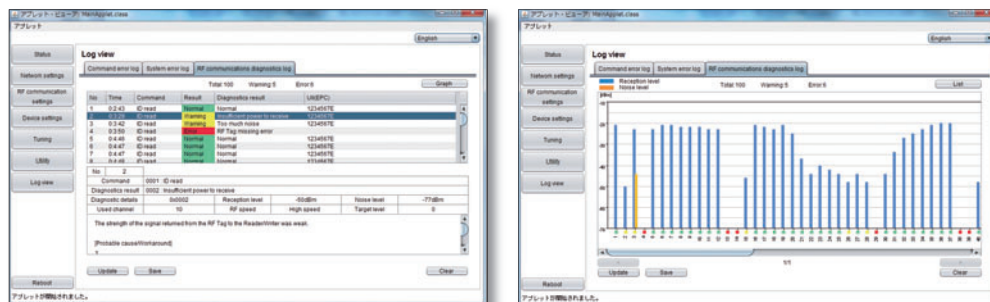 アプレット・ビューア) MainApplet.class
アプレット
English
Status
Network settings
RF communication
settings
Device settings
Tuning
Utility
Log view
Reboot
Log view
Command error log System error log RF communications diagnostics log
Total:100 Warning:5 Error:6
Graph
No Time Command Result Diagnostics result UII(EPC)
1 0:2:43 ID read Normal Normal 1234567E
2 0:3:28 ID read Warning Insufficient power to receive 1234567E
3 0:3:42 ID read Warning Too much noise 1234567E
4 0:3:50 ID read Error RF Tag missing error
5 0:4:46 ID read Normal Normal 1234567E
6 0:4:47 ID read Normal Normal 1234567E
7 0:4:47 ID read Normal Normal 1234567E
8 0:4:48 ID read Normal Normal 1234567E
No 2
Command 0001 :ID read
Diagnostics result 0002 :Insufficient power to receive
Diagnostic details 0x0002 Reception level -50dBm Noise level -77dBm
Used channel 10 RF speed High speed Target level 0
The strength of the signal returned from the RF Tag to the ReaderWriter was weak.
[Probable causeWorkaround]
Update Save Clear
アプレットが開始されました。
アプレット・ビューア) MainApplet.class
アプレット
English
Status
Network settings
RF communication
settings
Device settings
Tuning
Utility
Log view
Reboot
Log view
Command error log System error log RF communications diagnostics log
Reception level
Noise level
Total:100 Warning:5 Error:6
List
[dBm]
1/1
Update Save Clear
アプレットが開始されました。